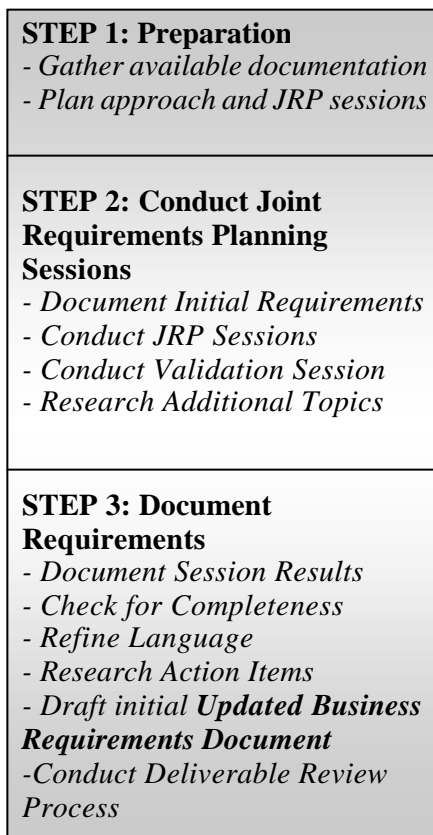 STEP 1: Preparation
- Gather available documentation
- Plan approach and JRP sessions
STEP 2: Conduct Joint
Requirements Planning
Sessions
- Document Initial Requirements
- Conduct JRP Sessions
- Conduct Validation Session
- Research Additional Topics
STEP 3: Document
Requirements
- Document Session Results
- Check for Completeness
- Refine Language
- Research Action Items
- Draft initial Updated Business
Requirements Document
-Conduct Deliverable Review
Process